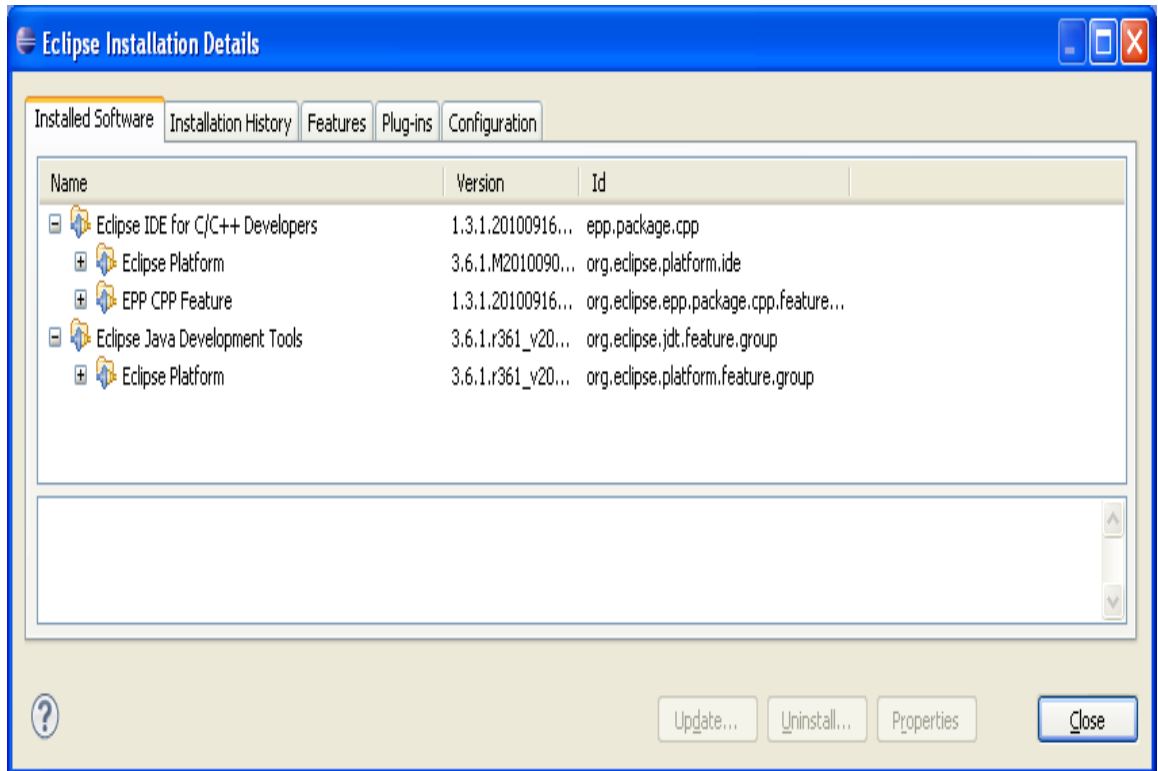 Eclipse Installation Details
Installed Software Installation History Features Plug-ins Configuration
Name Version Id
Eclipse IDE for C/C++ Developers 1.3.1.20100916... epp.package.cpp
Eclipse Platform 3.6.1.M2010090... org.eclipse.platform.ide
EPP CPP Feature 1.3.1.20100916... org.eclipse.epp.package.cpp.feature...
Eclipse Java Development Tools 3.6.1.r361_v20... org.eclipse.jdt.feature.group
Eclipse Platform 3.6.1.r361_v20... org.eclipse.platform.feature.group
Update... Uninstall... Properties Close